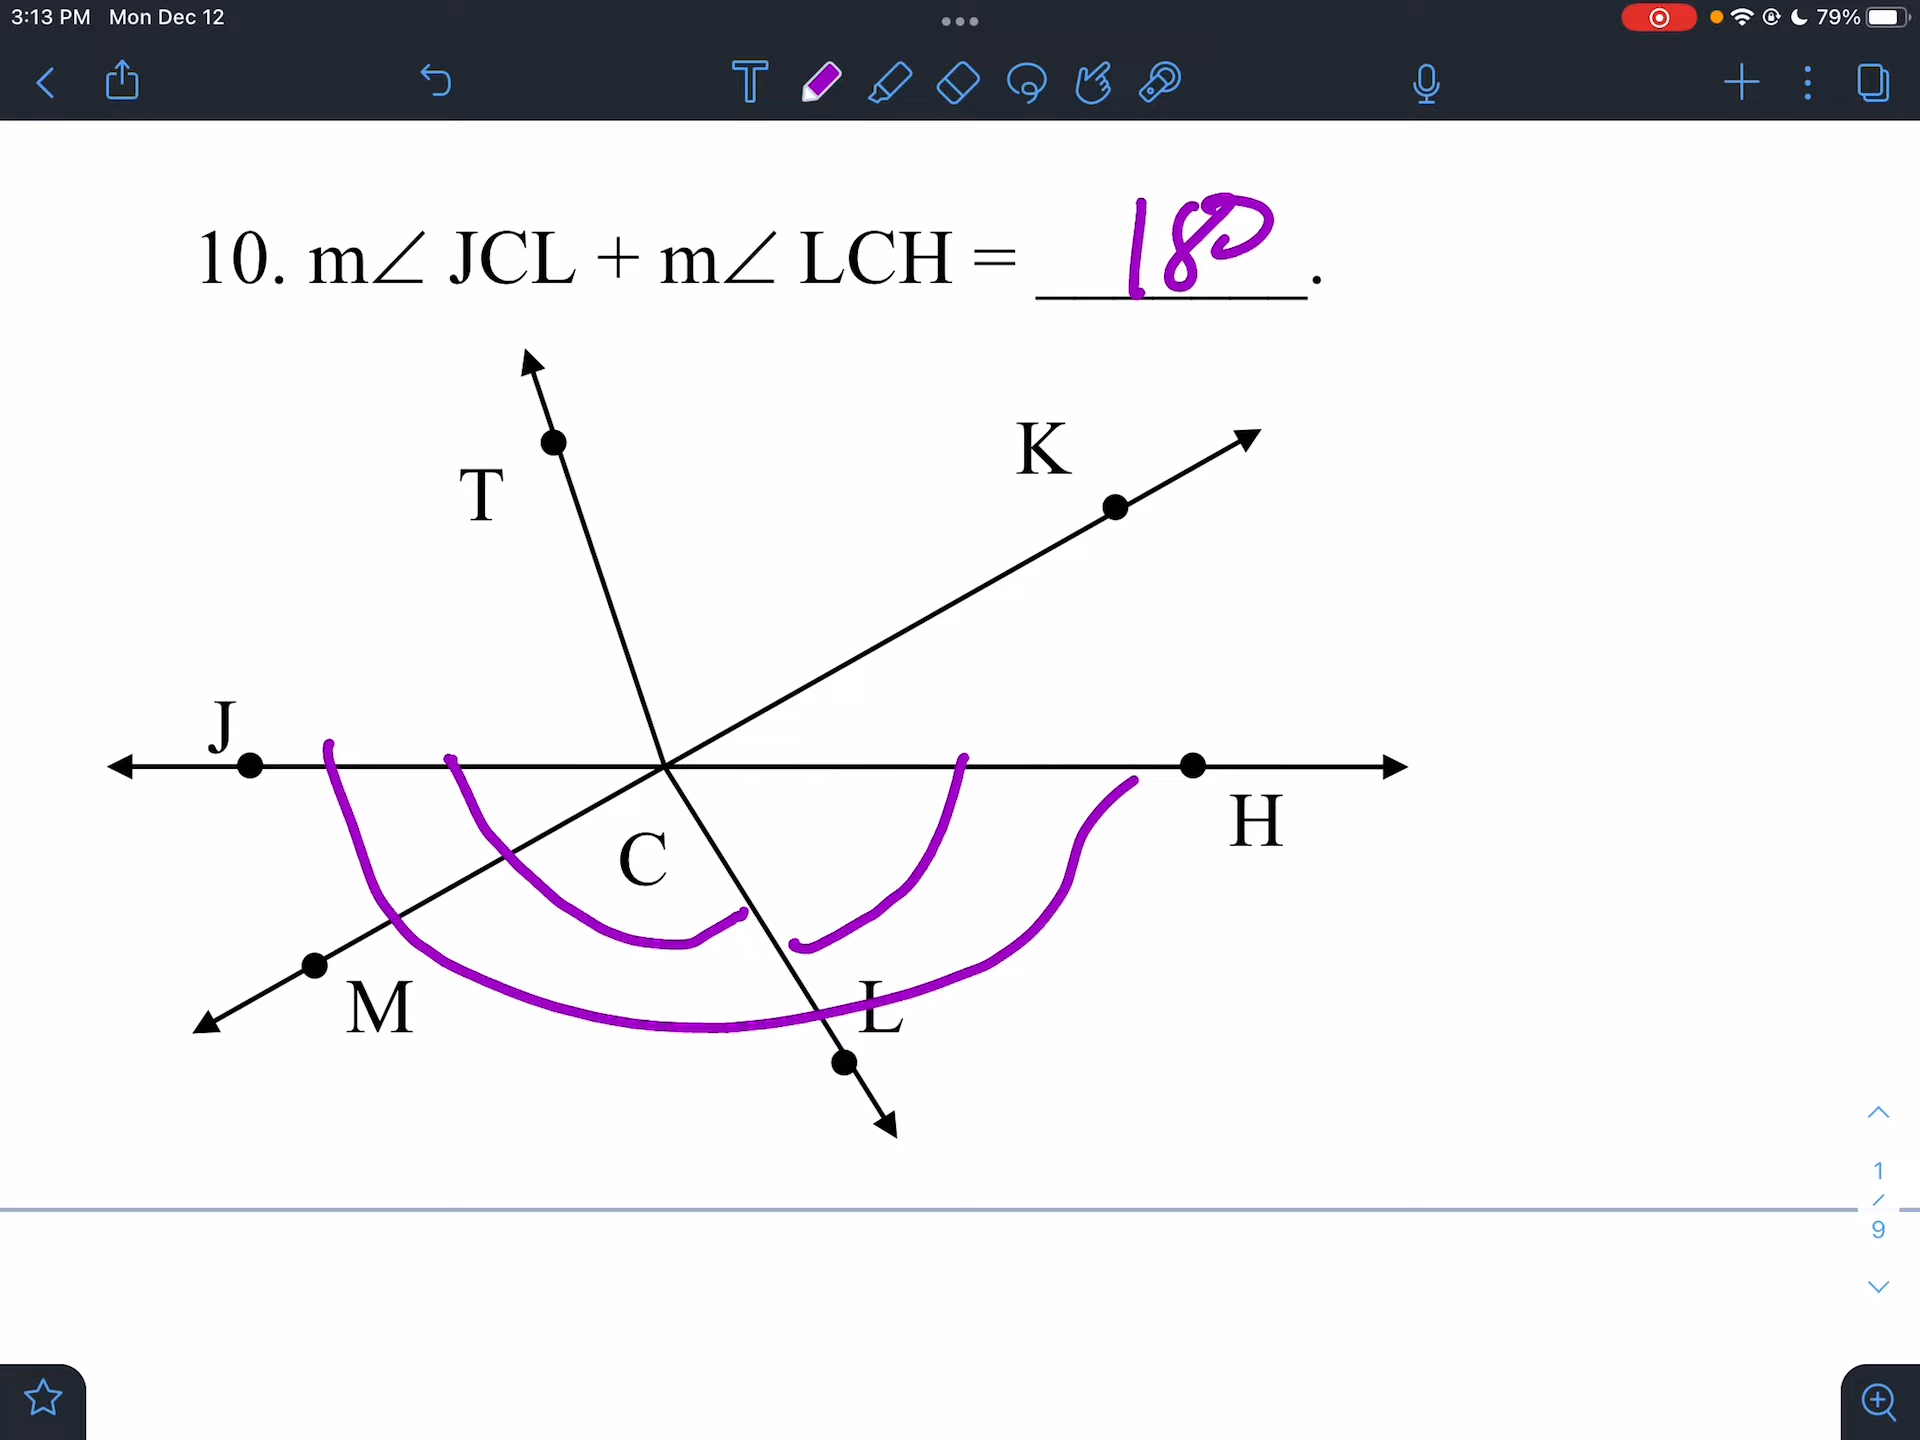 3:13 PM Mon Dec 12
79%
T
10. m∠ JCL + m∠ LCH = 180.
T
K
J
C
H
M
L
1
/
9